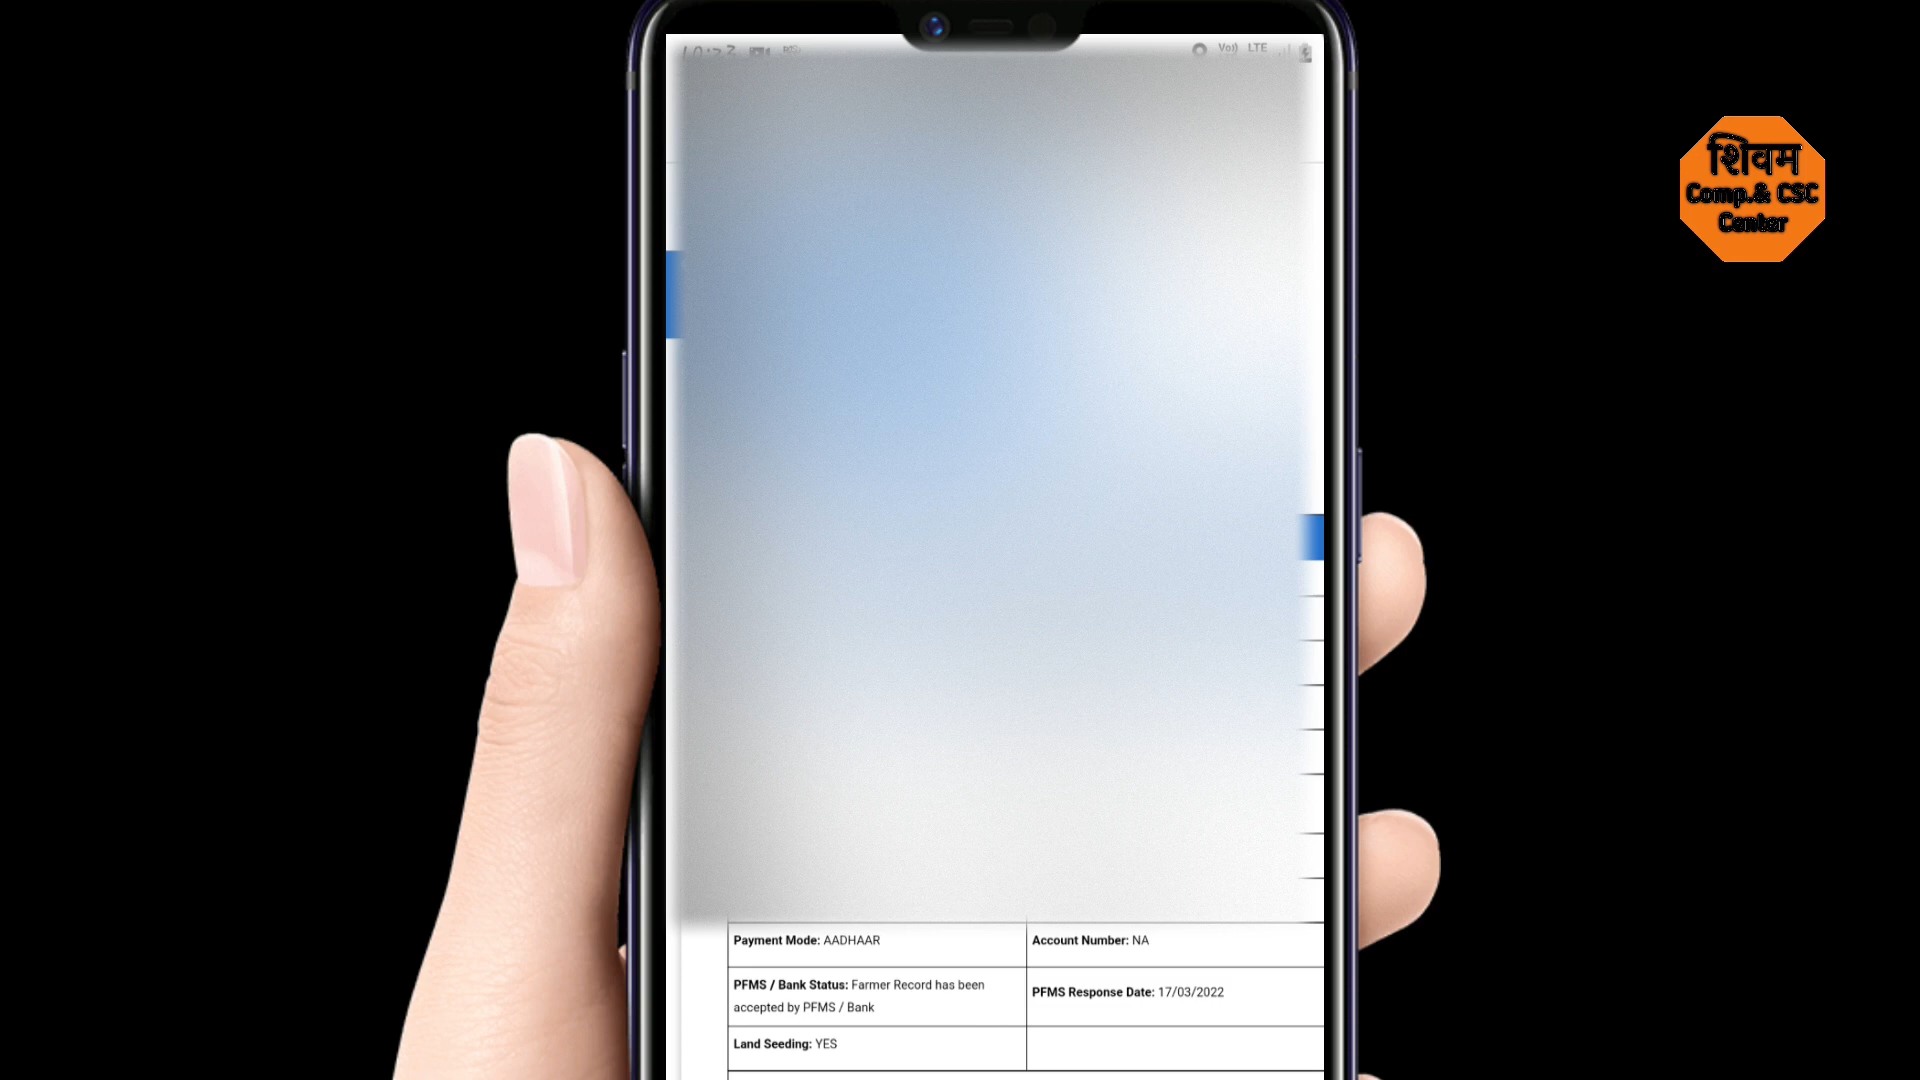 Voi) LTE
शिवम
Comp.& CSC
Center
Payment Mode: AADHAAR
Account Number: NA
PFMS / Bank Status: Farmer Record has been
accepted by PFMS / Bank
PFMS Response Date: 17/03/2022
Land Seeding: YES